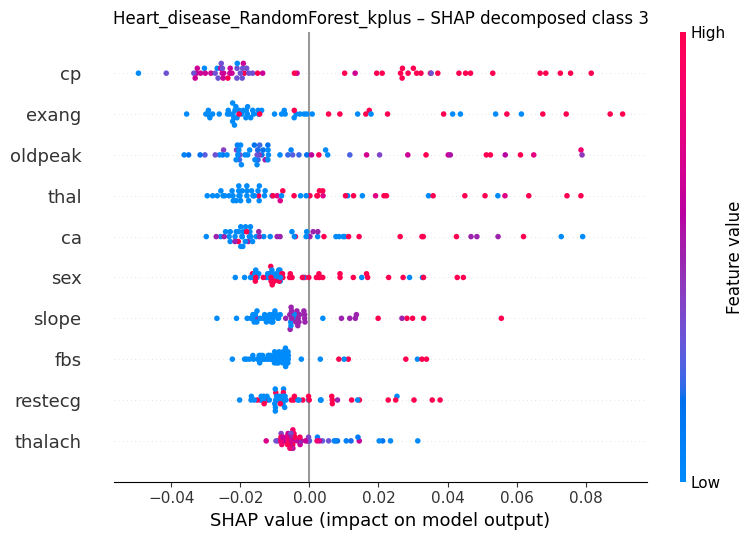 Heart_disease_RandomForest_kplus – SHAP decomposed class 3
High
cp
exang
oldpeak
thal
ca
sex
slope
fbs
restecg
thalach
Feature value
Low
−0.04 −0.02 0.00 0.02 0.04 0.06 0.08
SHAP value (impact on model output)